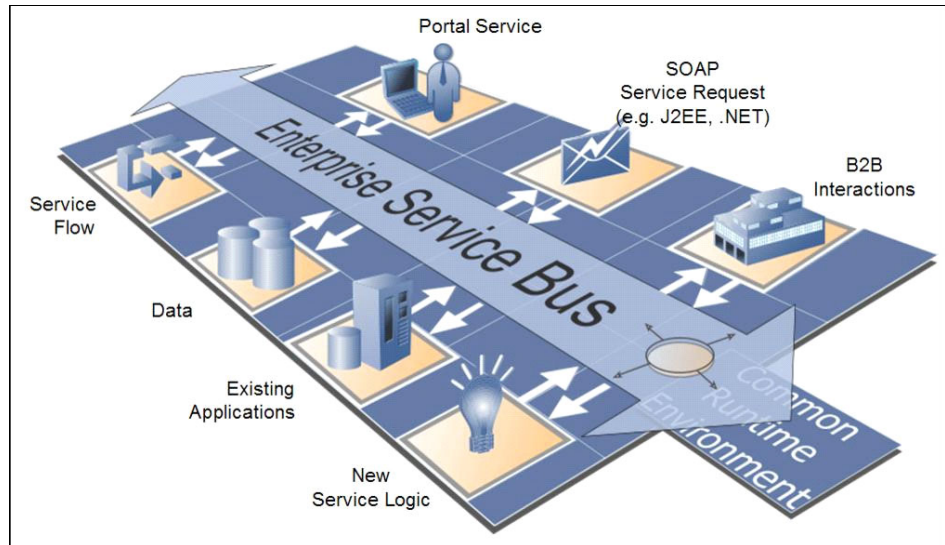 Portal Service
SOAP
Service Request
(e.g. J2EE, .NET)
B2B
Interactions
Enterprise Service Bus
Service
Flow
Data
Existing
Applications
New
Service Logic
Common
Runtime
Environment